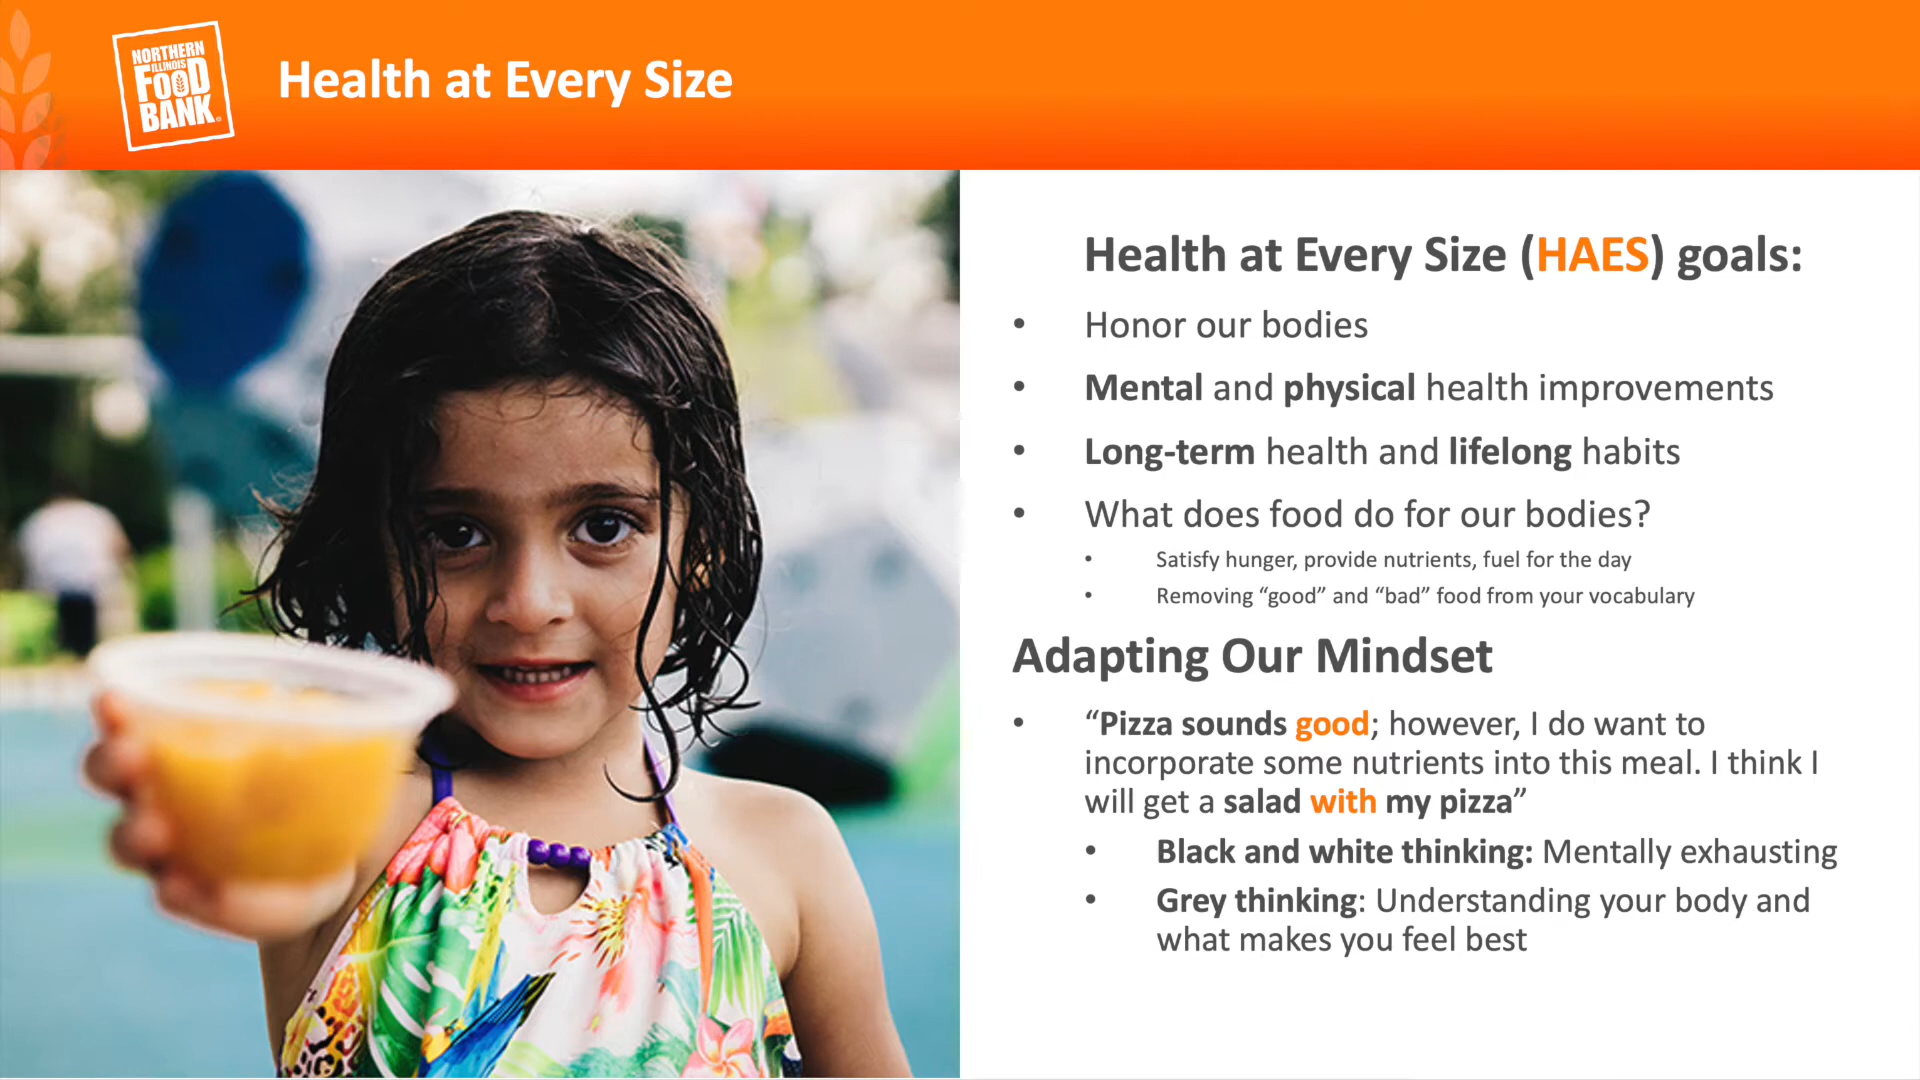 NORTHERN
ILLINOIS
FOOD
BANK
Health at Every Size
Health at Every Size (HAES) goals:
• Honor our bodies
• Mental and physical health improvements
• Long-term health and lifelong habits
• What does food do for our bodies?
• Satisfy hunger, provide nutrients, fuel for the day
• Removing “good” and “bad” food from your vocabulary
Adapting Our Mindset
• “Pizza sounds good; however, I do want to
incorporate some nutrients into this meal. I think I
will get a salad with my pizza”
• Black and white thinking: Mentally exhausting
• Grey thinking: Understanding your body and
what makes you feel best